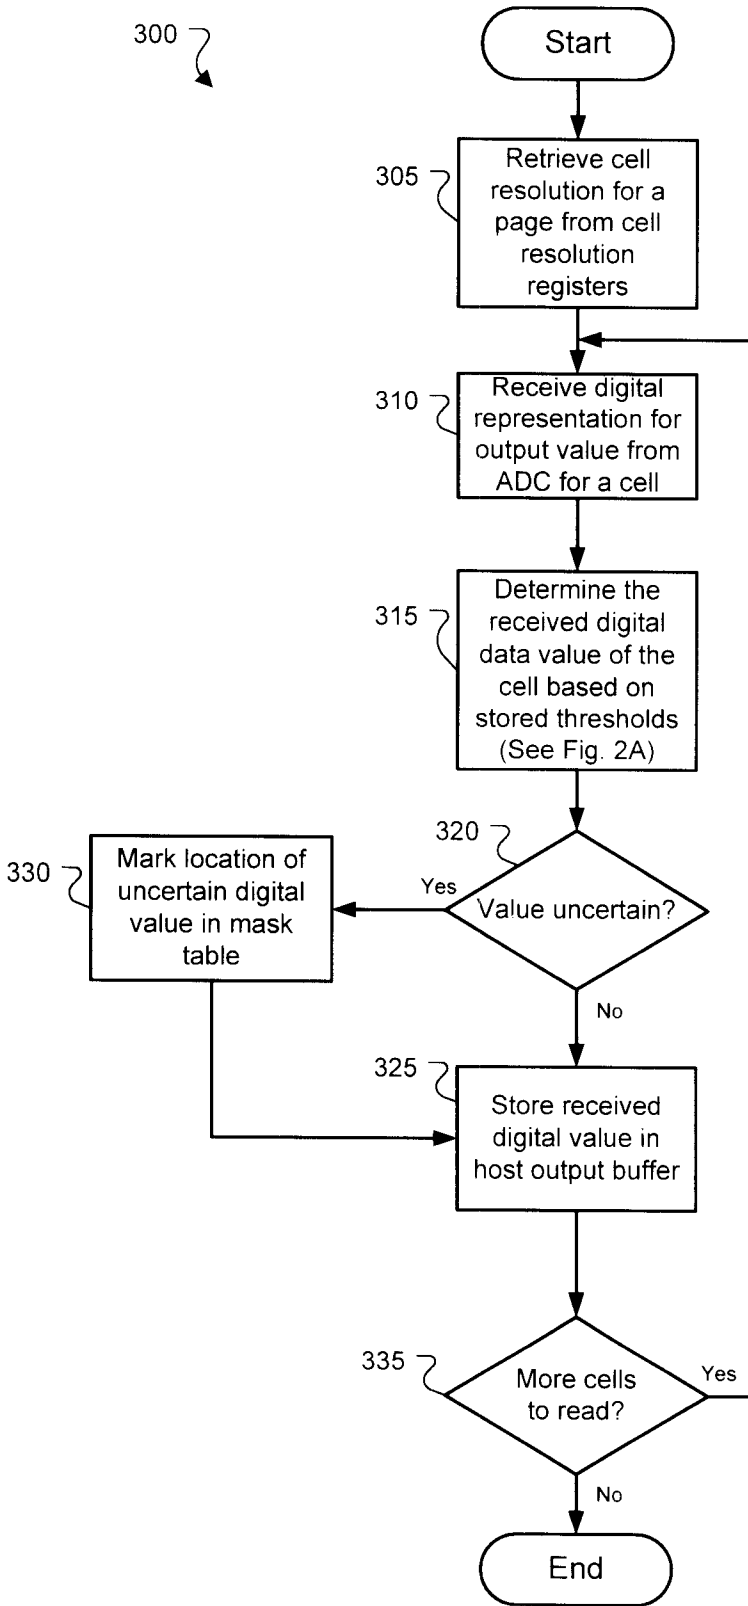 300
Start
305
Retrieve cell
resolution for a
page from cell
resolution
registers
310
Receive digital
representation for
output value from
ADC for a cell
315
Determine the
received digital
data value of the
cell based on
stored thresholds
(See Fig. 2A)
320
Value uncertain?
Yes
330
Mark location of
uncertain digital
value in mask
table
No
325
Store received
digital value in
host output buffer
335
More cells
to read?
Yes
No
End